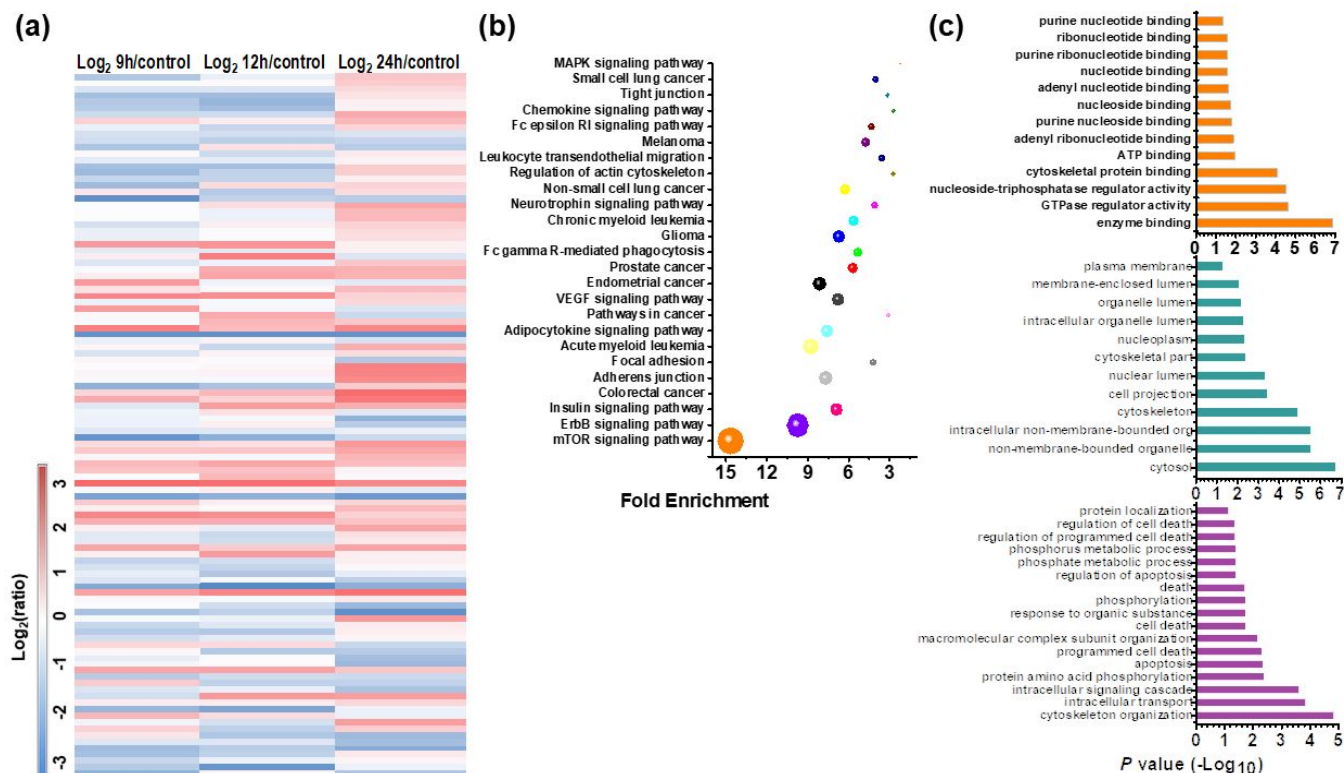 (a)
Log2 9h/control Log2 12h/control Log2 24h/control
Log2(ratio)
3
2
1
0
-1
-2
-3
(b)
MAPK signaling pathway
Small cell lung cancer
Tight junction
Chemokine signaling pathway
Fc epsilon RI signaling pathway
Melanoma
Leukocyte transendothelial migration
Regulation of actin cytoskeleton
Non-small cell lung cancer
Neurotrophin signaling pathway
Chronic myeloid leukemia
Glioma
Fc gamma R-mediated phagocytosis
Prostate cancer
Endometrial cancer
VEGF signaling pathway
Pathways in cancer
Adipocytokine signaling pathway
Acute myeloid leukemia
Focal adhesion
Adherens junction
Colorectal cancer
Insulin signaling pathway
ErbB signaling pathway
mTOR signaling pathway
15 12 9 6 3
Fold Enrichment
(c)
purine nucleotide binding
ribonucleotide binding
purine ribonucleotide binding
nucleotide binding
adenyl nucleotide binding
nucleoside binding
purine nucleoside binding
adenyl ribonucleotide binding
ATP binding
cytoskeletal protein binding
nucleoside-triphosphatase regulator activity
GTPase regulator activity
enzyme binding
0 1 2 3 4 5 6 7
plasma membrane
membrane-enclosed lumen
organelle lumen
intracellular organelle lumen
nucleoplasm
cytoskeletal part
nuclear lumen
cell projection
cytoskeleton
intracellular non-membrane-bounded org
non-membrane-bounded organelle
cytosol
0 1 2 3 4 5 6 7
protein localization
regulation of cell death
regulation of programmed cell death
phosphorus metabolic process
phosphate metabolic process
regulation of apoptosis
death
phosphorylation
response to organic substance
cell death
macromolecular complex subunit organization
programmed cell death
apoptosis
protein amino acid phosphorylation
intracellular signaling cascade
intracellular transport
cytoskeleton organization
0 1 2 3 4 5
P value (-Log10)